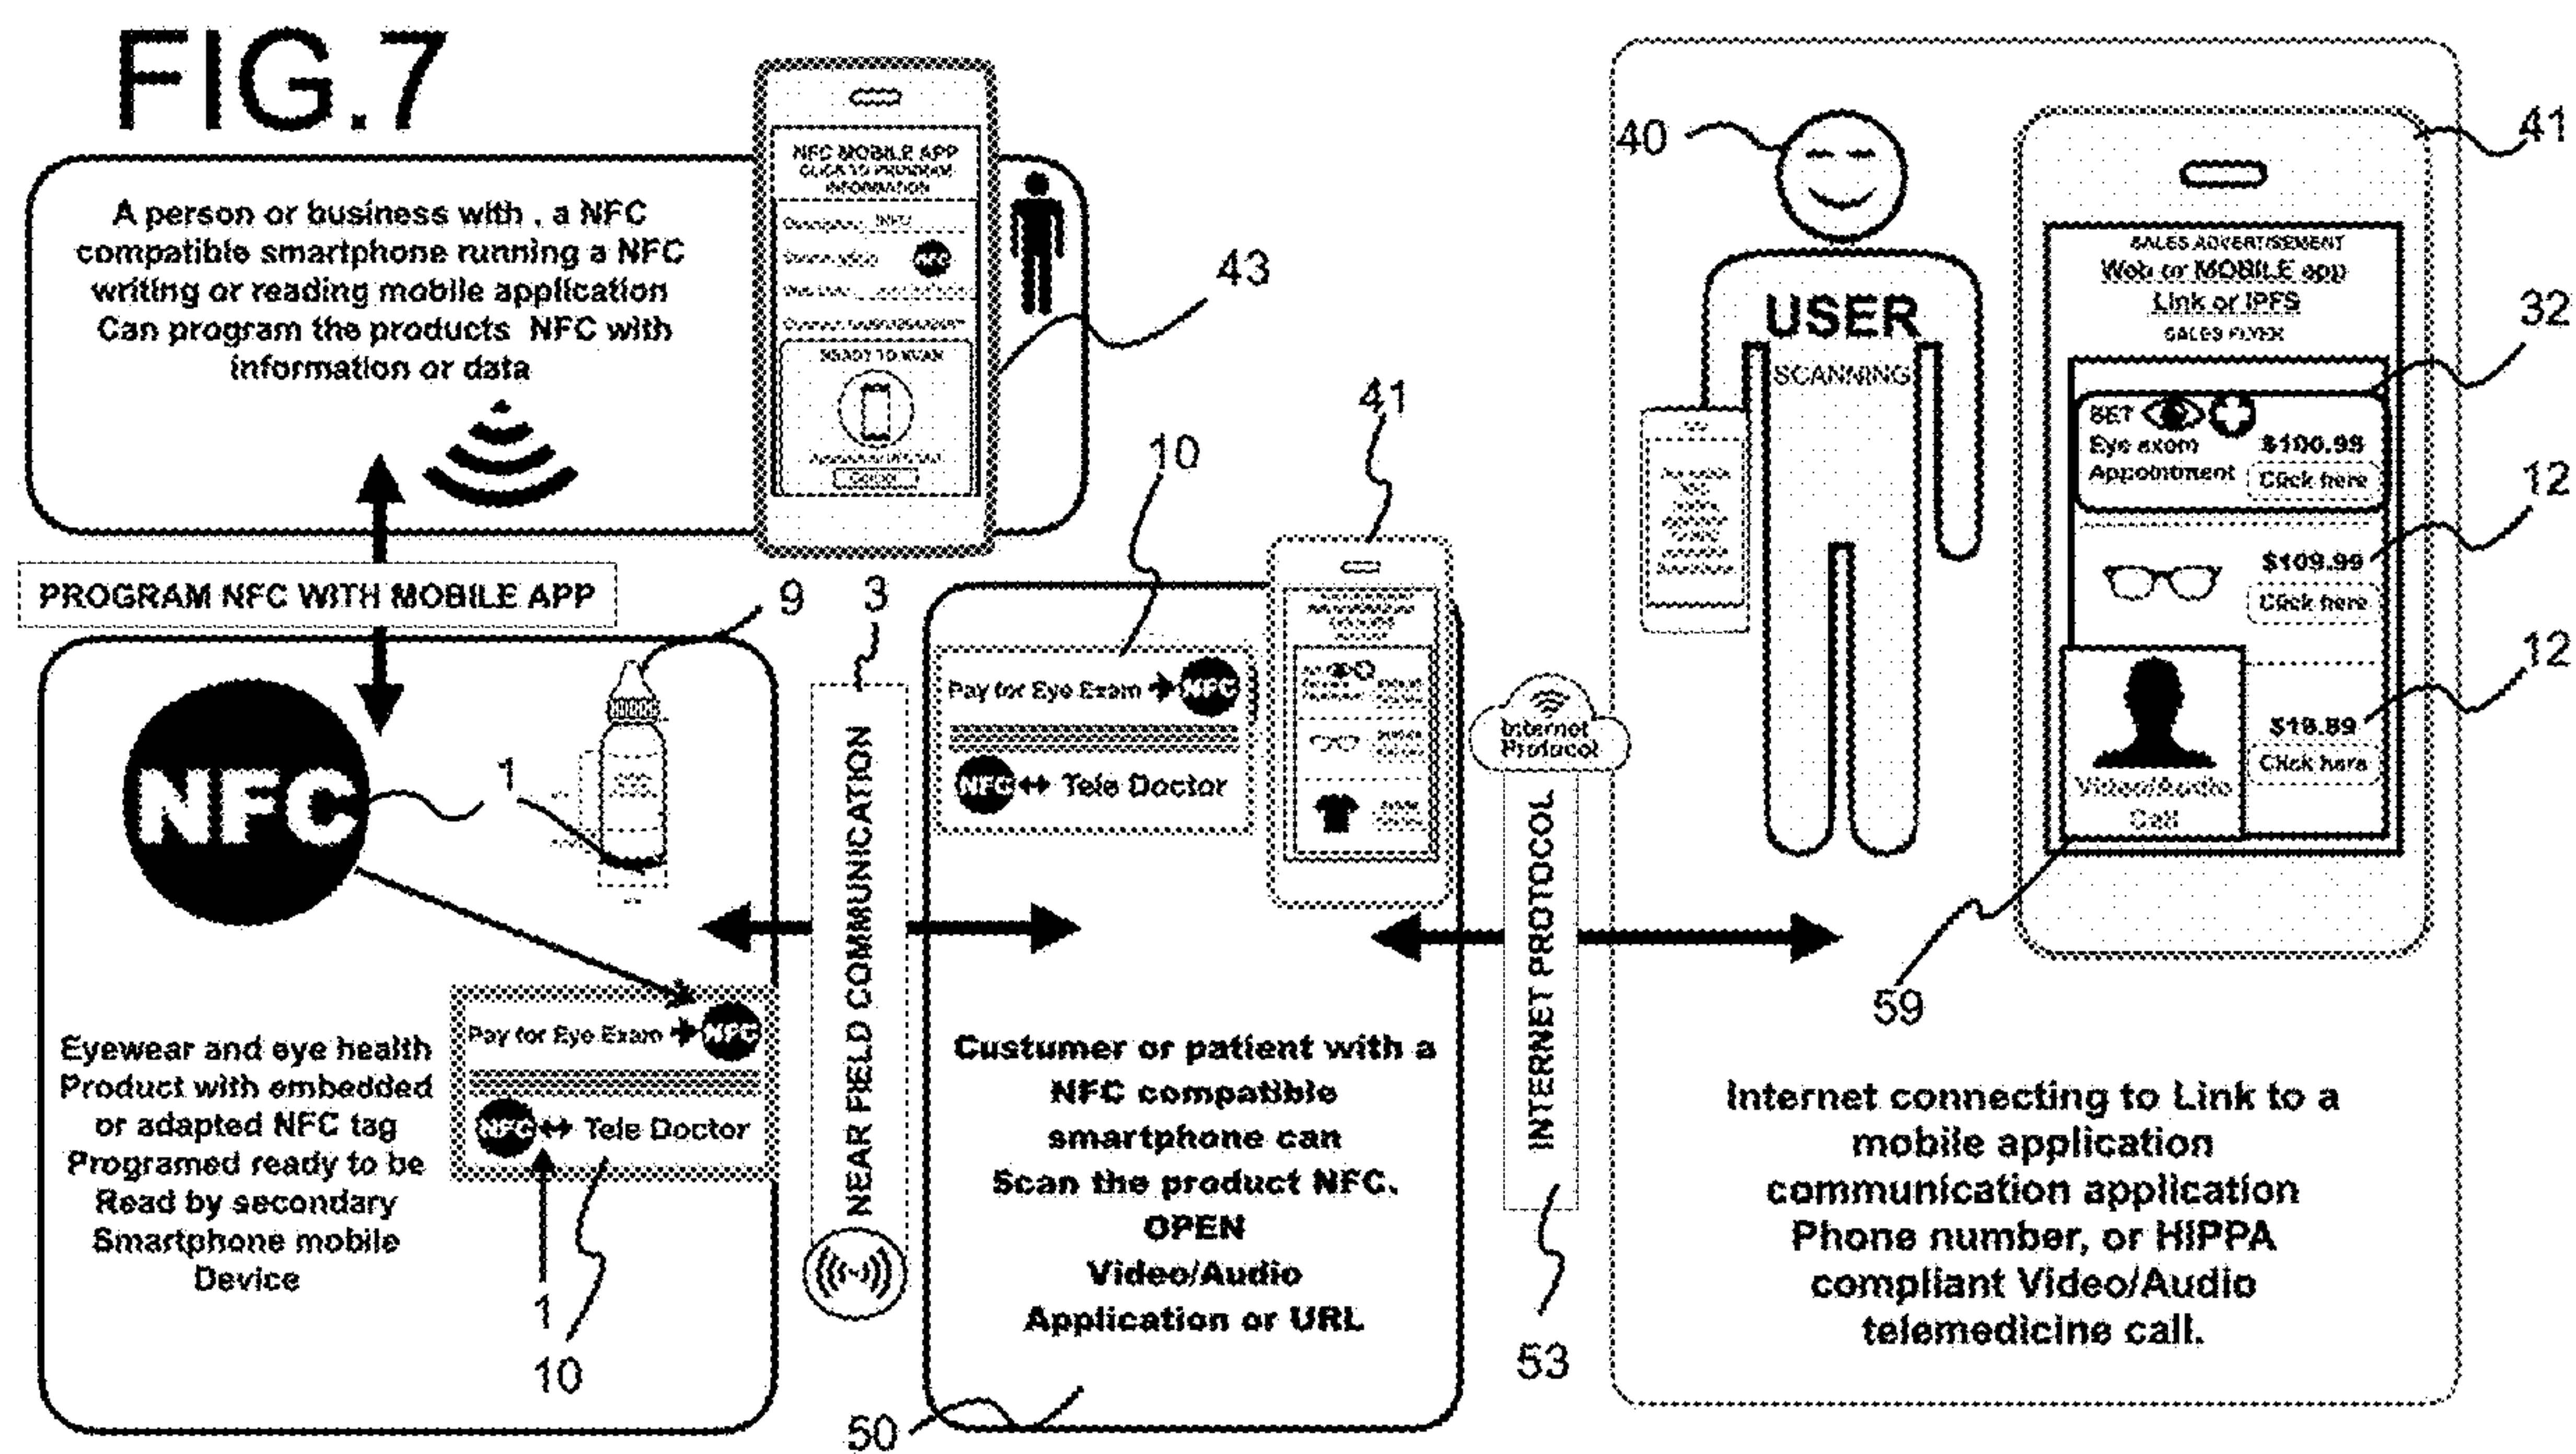 FIG.7
A person or business with , a NFC
compatible smartphone running a NFC
writing or reading mobile application
Can program the products NFC with
information or data
NFC MOBILE APP
CLICK TO PROGRAM
INFORMATION
INFO
NFC
READY TO SCAN
43
PROGRAM NFC WITH MOBILE APP
9
NFC
1
Eyewear and eye health
Product with embedded
or adapted NFC tag
Programed ready to be
Read by secondary
Smartphone mobile
Device
Pay for Eye Exam NFC
NFC Tele Doctor
1
10
3
NEAR FIELD COMMUNICATION
10
41
Pay for Eye Exam NFC
NFC Tele Doctor
Custumer or patient with a
NFC compatible
smartphone can
Scan the product NFC.
OPEN
Video/Audio
Application or URL
50
Internet
Protocol
INTERNET PROTOCOL
53
40
USER
SCANNING
41
SALES ADVERTISEMENT
Web or MOBILE app
Link or IPFS
SALES FLYER
32
SET
Eye exam $100.99
Appointment Click here
12
$109.99
Click here
12
$19.89
Click here
Video/Audio
Call
59
Internet connecting to Link to a
mobile application
communication application
Phone number, or HIPPA
compliant Video/Audio
telemedicine call.